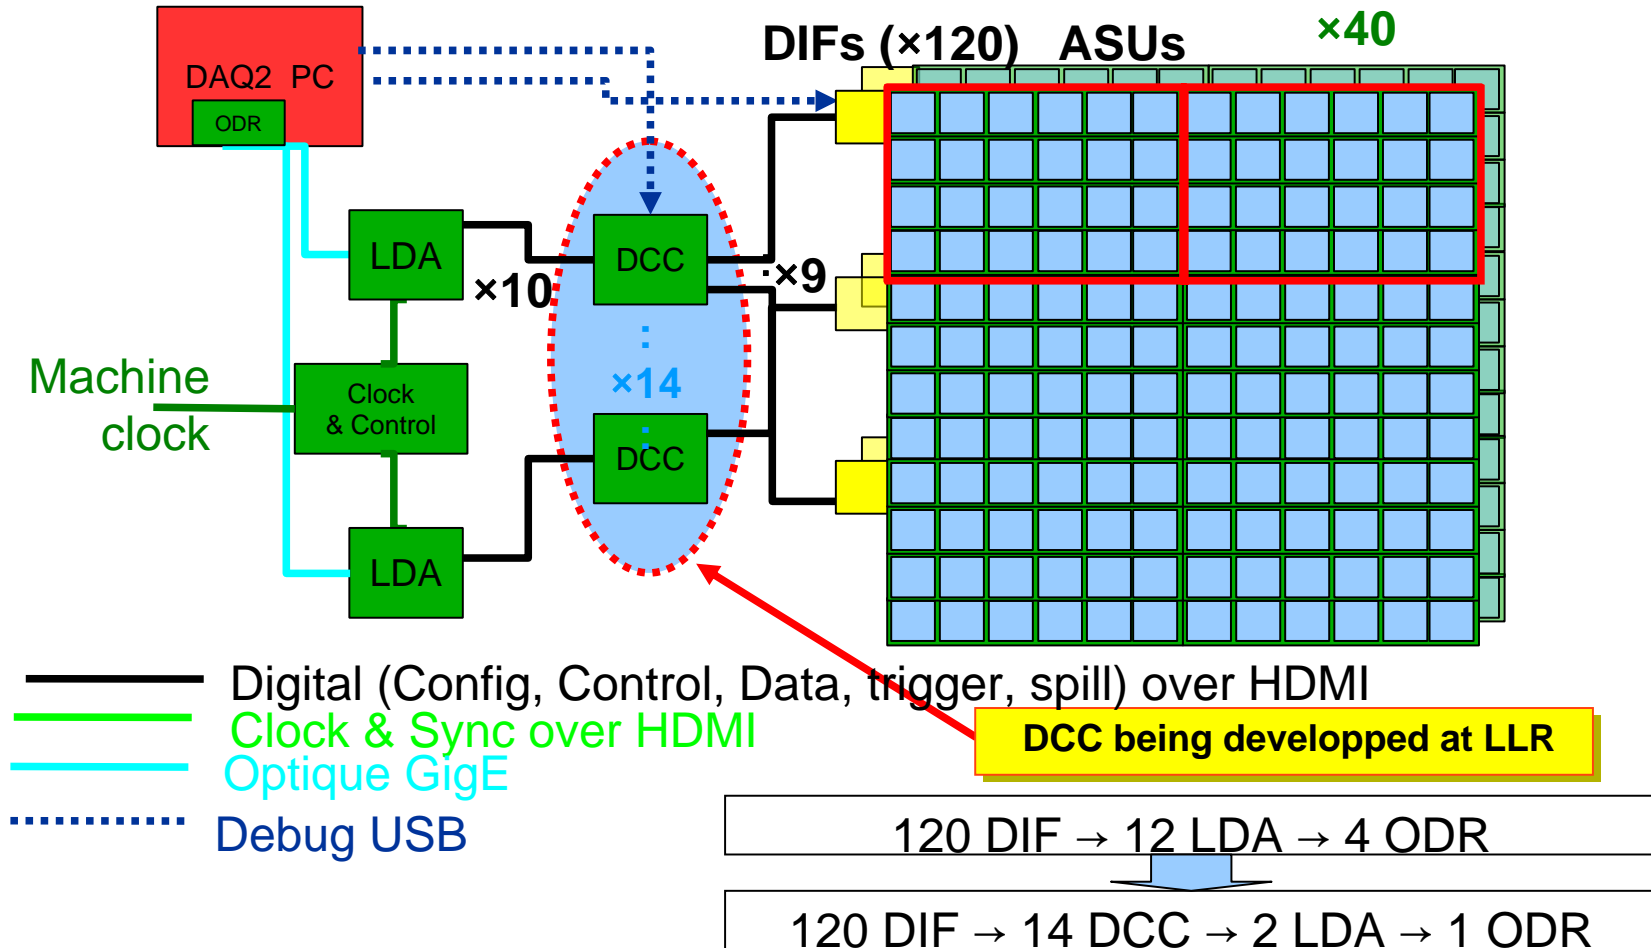 DIFs (×120) ASUs ×40
DAQ2 PC
ODR
LDA
×10
DCC
:×9
:
×14
:
DCC
Machine
clock
Clock
& Control
LDA
Digital (Config, Control, Data, trigger, spill) over HDMI
Clock & Sync over HDMI
Optique GigE
Debug USB
DCC being developped at LLR
120 DIF → 12 LDA → 4 ODR
120 DIF → 14 DCC → 2 LDA → 1 ODR